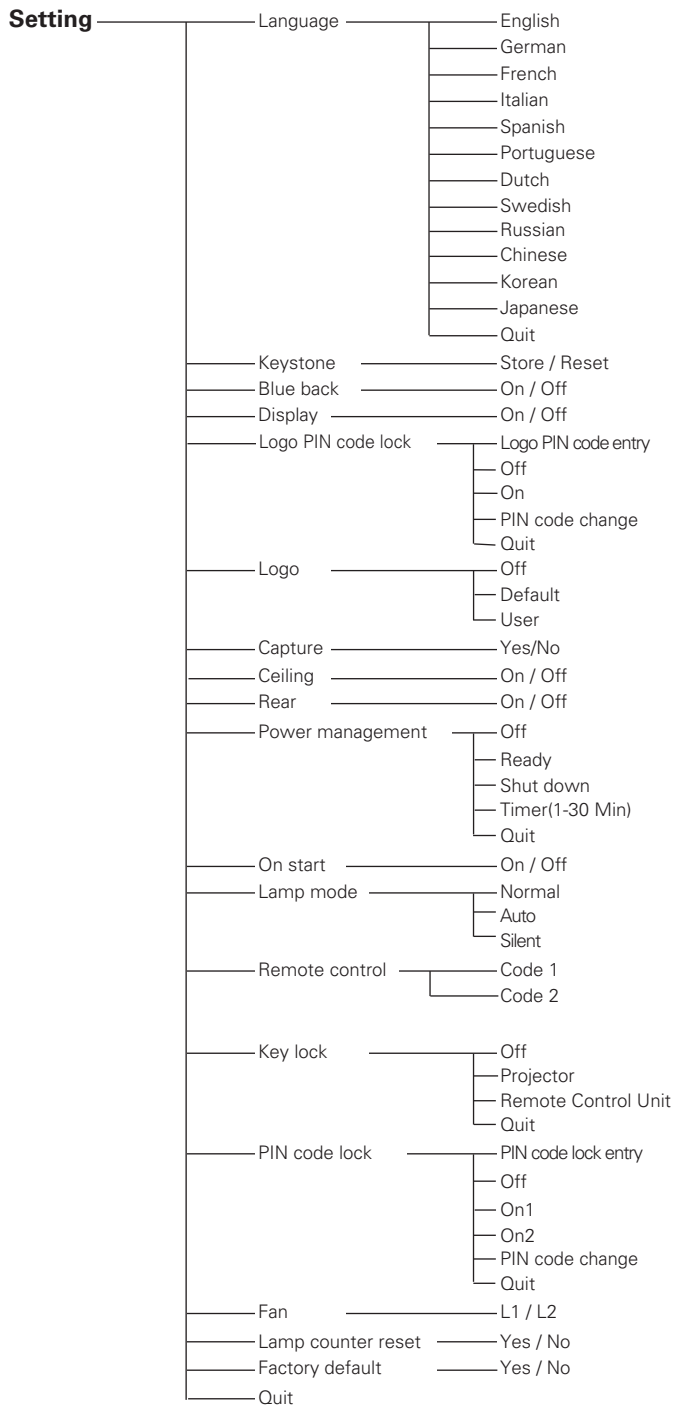 Setting Language English
German
French
Italian
Spanish
Portuguese
Dutch
Swedish
Russian
Chinese
Korean
Japanese
Quit
Keystone Store / Reset
Blue back On / Off
Display On / Off
Logo PIN code lock Logo PIN code entry
Off
On
PIN code change
Quit
Logo Off
Default
User
Capture Yes/No
Ceiling On / Off
Rear On / Off
Power management Off
Ready
Shut down
Timer(1-30 Min)
Quit
On start On / Off
Lamp mode Normal
Auto
Silent
Remote control Code 1
Code 2
Key lock Off
Projector
Remote Control Unit
Quit
PIN code lock PIN code lock entry
Off
On1
On2
PIN code change
Quit
Fan L1 / L2
Lamp counter reset Yes / No
Factory default Yes / No
Quit